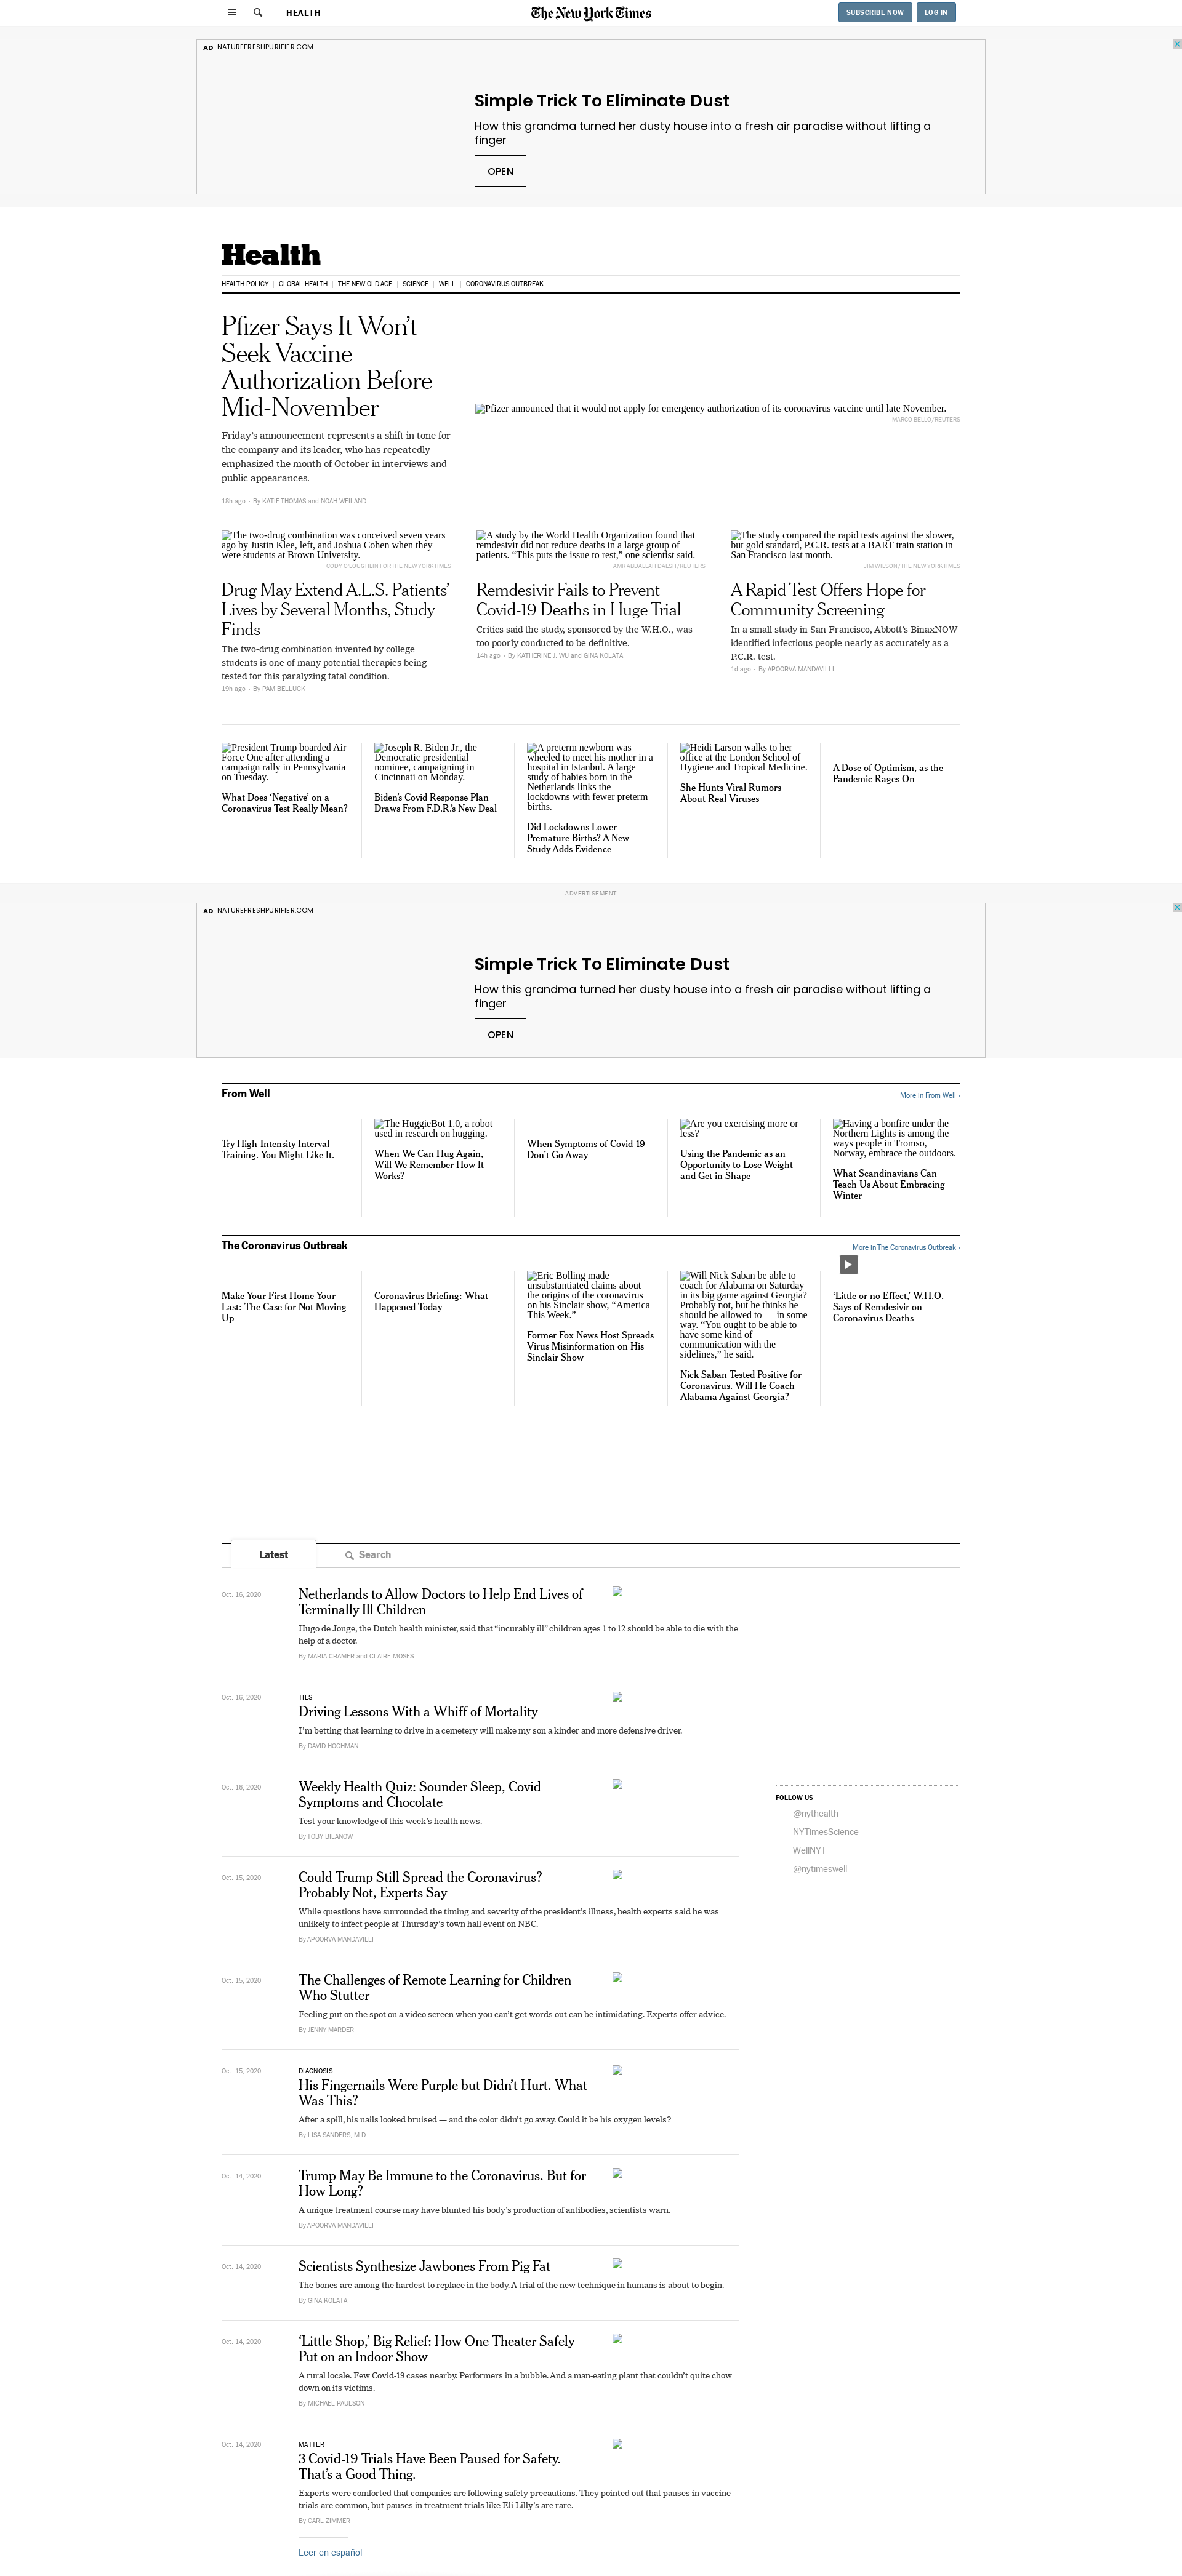 HEALTH
The New York Times
SUBSCRIBE NOW
LOG IN
AD NATUREFRESHPURIFIER.COM
Simple Trick To Eliminate Dust
How this grandma turned her dusty house into a fresh air paradise without lifting a
finger
OPEN
Health
HEALTH POLICY
GLOBAL HEALTH
THE NEW OLD AGE
SCIENCE
WELL
CORONAVIRUS OUTBREAK
Pfizer Says It Won’t
Seek Vaccine
Authorization Before
Mid-November
Friday’s announcement represents a shift in tone for
the company and its leader, who has repeatedly
emphasized the month of October in interviews and
public appearances.
18h ago • By KATIE THOMAS and NOAH WEILAND
Pfizer announced that it would not apply for emergency authorization of its coronavirus vaccine until late November.
MARCO BELLO/REUTERS
The two-drug combination was conceived seven years
ago by Justin Klee, left, and Joshua Cohen when they
were students at Brown University.
CODY O'LOUGHLIN FOR THE NEW YORK TIMES
Drug May Extend A.L.S. Patients’
Lives by Several Months, Study
Finds
The two-drug combination invented by college
students is one of many potential therapies being
tested for this paralyzing fatal condition.
19h ago • By PAM BELLUCK
A study by the World Health Organization found that
remdesivir did not reduce deaths in a large group of
patients. “This puts the issue to rest,” one scientist said.
AMR ABDALLAH DALSH/REUTERS
Remdesivir Fails to Prevent
Covid-19 Deaths in Huge Trial
Critics said the study, sponsored by the W.H.O., was
too poorly conducted to be definitive.
14h ago • By KATHERINE J. WU and GINA KOLATA
The study compared the rapid tests against the slower,
but gold standard, P.C.R. tests at a BART train station in
San Francisco last month.
JIM WILSON/THE NEW YORK TIMES
A Rapid Test Offers Hope for
Community Screening
In a small study in San Francisco, Abbott’s BinaxNOW
identified infectious people nearly as accurately as a
P.C.R. test.
1d ago • By APOORVA MANDAVILLI
President Trump boarded Air
Force One after attending a
campaign rally in Pennsylvania
on Tuesday.
What Does ‘Negative’ on a
Coronavirus Test Really Mean?
Joseph R. Biden Jr., the
Democratic presidential
nominee, campaigning in
Cincinnati on Monday.
Biden’s Covid Response Plan
Draws From F.D.R.’s New Deal
A preterm newborn was
wheeled to meet his mother in a
hospital in Istanbul. A large
study of babies born in the
Netherlands links the
lockdowns with fewer preterm
births.
Did Lockdowns Lower
Premature Births? A New
Study Adds Evidence
Heidi Larson walks to her
office at the London School of
Hygiene and Tropical Medicine.
She Hunts Viral Rumors
About Real Viruses
A Dose of Optimism, as the
Pandemic Rages On
ADVERTISEMENT
AD NATUREFRESHPURIFIER.COM
Simple Trick To Eliminate Dust
How this grandma turned her dusty house into a fresh air paradise without lifting a
finger
OPEN
From Well
More in From Well ›
Try High-Intensity Interval
Training. You Might Like It.
The HuggieBot 1.0, a robot
used in research on hugging.
When We Can Hug Again,
Will We Remember How It
Works?
When Symptoms of Covid-19
Don’t Go Away
Are you exercising more or
less?
Using the Pandemic as an
Opportunity to Lose Weight
and Get in Shape
Having a bonfire under the
Northern Lights is among the
ways people in Tromso,
Norway, embrace the outdoors.
What Scandinavians Can
Teach Us About Embracing
Winter
The Coronavirus Outbreak
More in The Coronavirus Outbreak ›
Make Your First Home Your
Last: The Case for Not Moving
Up
Coronavirus Briefing: What
Happened Today
Eric Bolling made
unsubstantiated claims about
the origins of the coronavirus
on his Sinclair show, “America
This Week.”
Former Fox News Host Spreads
Virus Misinformation on His
Sinclair Show
Will Nick Saban be able to
coach for Alabama on Saturday
in its big game against Georgia?
Probably not, but he thinks he
should be allowed to — in some
way. “You ought to be able to
have some kind of
communication with the
sidelines,” he said.
Nick Saban Tested Positive for
Coronavirus. Will He Coach
Alabama Against Georgia?
‘Little or no Effect,’ W.H.O.
Says of Remdesivir on
Coronavirus Deaths
Latest
Search
Oct. 16, 2020
Netherlands to Allow Doctors to Help End Lives of
Terminally Ill Children
Hugo de Jonge, the Dutch health minister, said that “incurably ill” children ages 1 to 12 should be able to die with the
help of a doctor.
By MARIA CRAMER and CLAIRE MOSES
Oct. 16, 2020
TIES
Driving Lessons With a Whiff of Mortality
I’m betting that learning to drive in a cemetery will make my son a kinder and more defensive driver.
By DAVID HOCHMAN
Oct. 16, 2020
Weekly Health Quiz: Sounder Sleep, Covid
Symptoms and Chocolate
Test your knowledge of this week’s health news.
By TOBY BILANOW
FOLLOW US
@nythealth
NYTimesScience
WellNYT
@nytimeswell
Oct. 15, 2020
Could Trump Still Spread the Coronavirus?
Probably Not, Experts Say
While questions have surrounded the timing and severity of the president’s illness, health experts said he was
unlikely to infect people at Thursday’s town hall event on NBC.
By APOORVA MANDAVILLI
Oct. 15, 2020
The Challenges of Remote Learning for Children
Who Stutter
Feeling put on the spot on a video screen when you can’t get words out can be intimidating. Experts offer advice.
By JENNY MARDER
Oct. 15, 2020
DIAGNOSIS
His Fingernails Were Purple but Didn’t Hurt. What
Was This?
After a spill, his nails looked bruised — and the color didn’t go away. Could it be his oxygen levels?
By LISA SANDERS, M.D.
Oct. 14, 2020
Trump May Be Immune to the Coronavirus. But for
How Long?
A unique treatment course may have blunted his body’s production of antibodies, scientists warn.
By APOORVA MANDAVILLI
Oct. 14, 2020
Scientists Synthesize Jawbones From Pig Fat
The bones are among the hardest to replace in the body. A trial of the new technique in humans is about to begin.
By GINA KOLATA
Oct. 14, 2020
‘Little Shop,’ Big Relief: How One Theater Safely
Put on an Indoor Show
A rural locale. Few Covid-19 cases nearby. Performers in a bubble. And a man-eating plant that couldn’t quite chow
down on its victims.
By MICHAEL PAULSON
Oct. 14, 2020
MATTER
3 Covid-19 Trials Have Been Paused for Safety.
That’s a Good Thing.
Experts were comforted that companies are following safety precautions. They pointed out that pauses in vaccine
trials are common, but pauses in treatment trials like Eli Lilly’s are rare.
By CARL ZIMMER
Leer en español